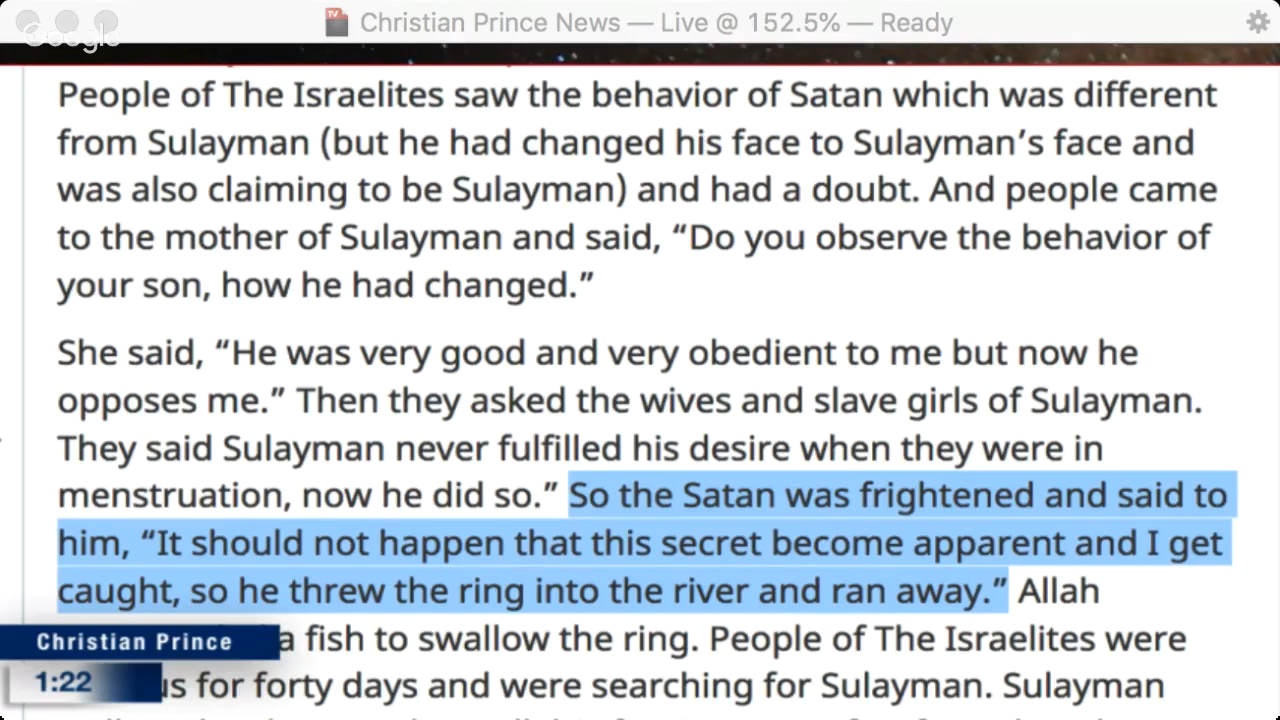 Christian Prince News — Live @ 152.5% — Ready
Google
People of The Israelites saw the behavior of Satan which was different
from Sulayman (but he had changed his face to Sulayman’s face and
was also claiming to be Sulayman) and had a doubt. And people came
to the mother of Sulayman and said, “Do you observe the behavior of
your son, how he had changed.”
She said, “He was very good and very obedient to me but now he
opposes me.” Then they asked the wives and slave girls of Sulayman.
They said Sulayman never fulfilled his desire when they were in
menstruation, now he did so.” So the Satan was frightened and said to
him, “It should not happen that this secret become apparent and I get
caught, so he threw the ring into the river and ran away.” Allah
a fish to swallow the ring. People of The Israelites were
for forty days and were searching for Sulayman. Sulayman
Christian Prince
1:22